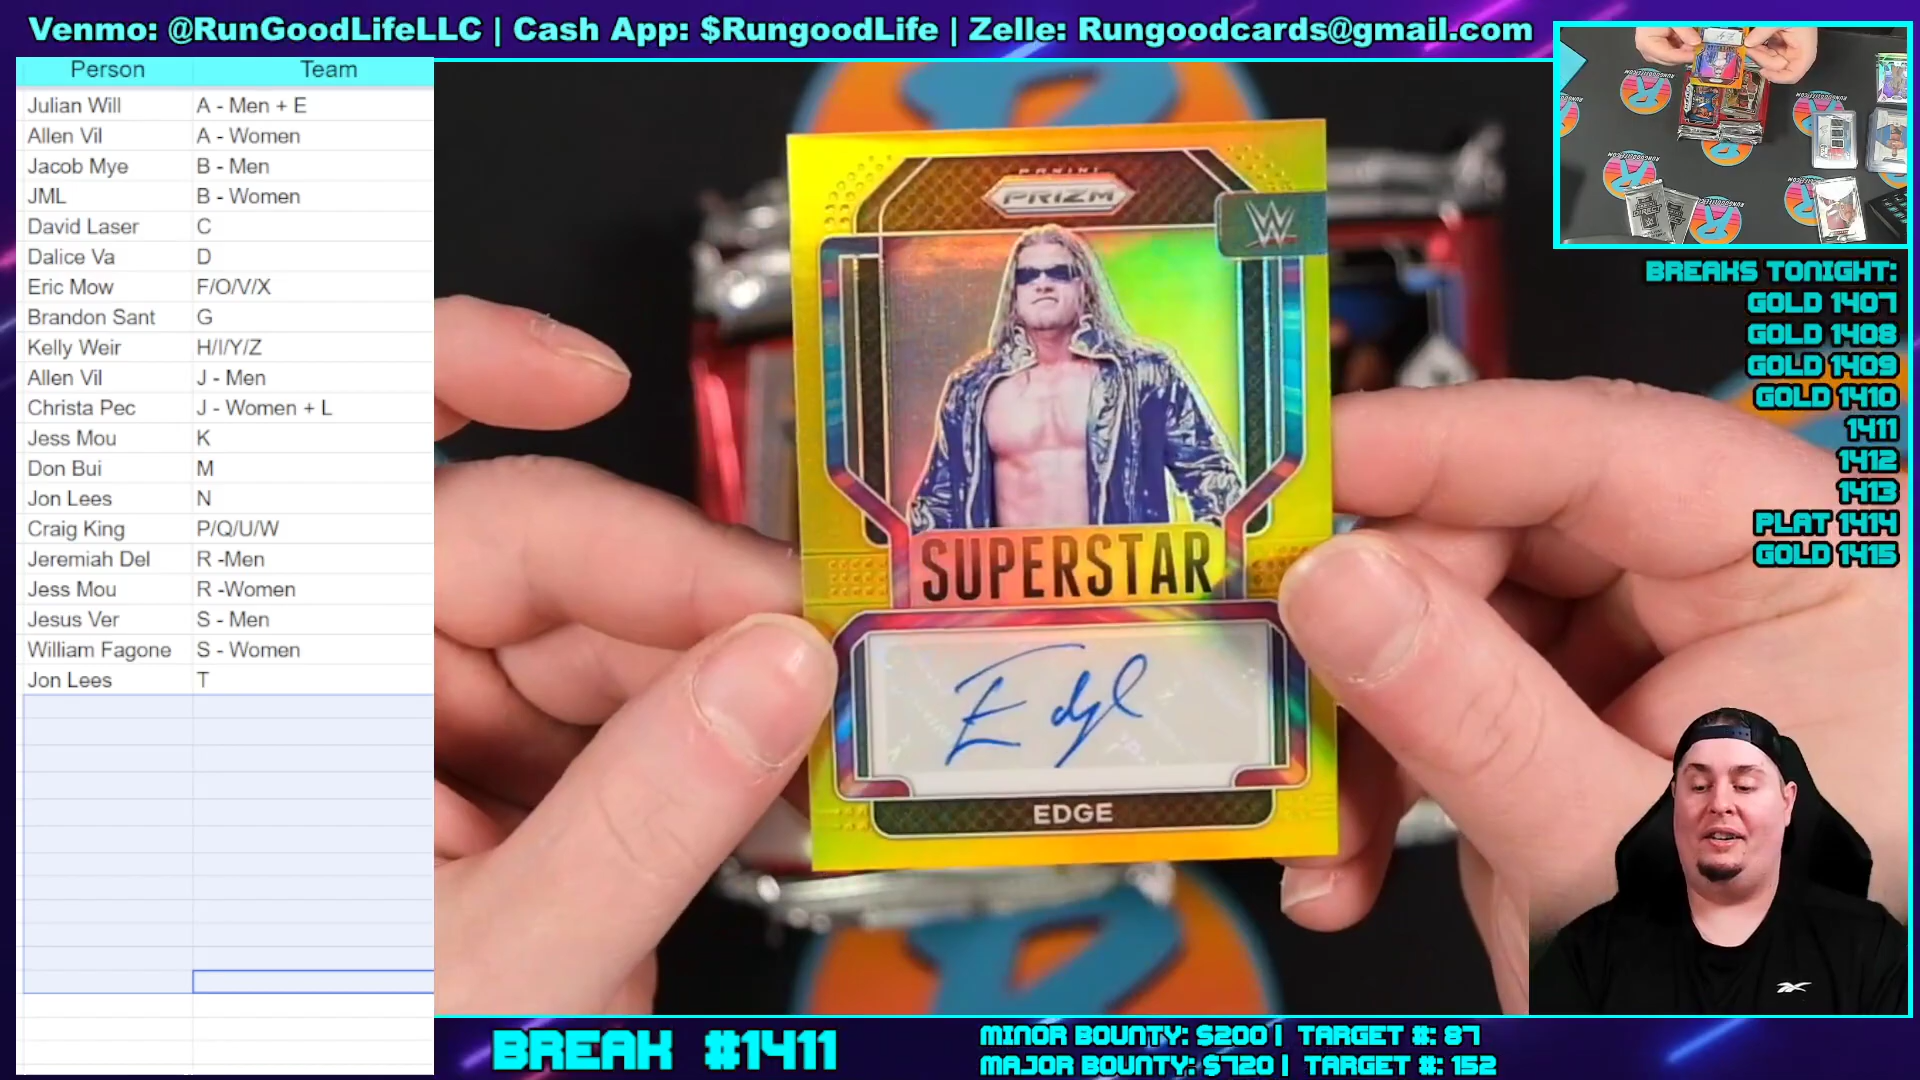 Venmo: @RunGoodLifeLLC | Cash App: $RungoodLife | Zelle: Rungoodcards@gmail.com
Person Team
Julian Will A - Men + E
Allen Vil A - Women
Jacob Mye B - Men
JML B - Women
David Laser C
Dalice Va D
Eric Mow F/O/V/X
Brandon Sant G
Kelly Weir H/I/Y/Z
Allen Vil J - Men
Christa Pec J - Women + L
Jess Mou K
Don Bui M
Jon Lees N
Craig King P/Q/U/W
Jeremiah Del R -Men
Jess Mou R -Women
Jesus Ver S - Men
William Fagone S - Women
Jon Lees T
PANINI
PRIZM
W
SUPERSTAR
Edge
EDGE
BREAKS TONIGHT:
GOLD 1407
GOLD 1408
GOLD 1409
GOLD 1410
1411
1412
1413
PLAT 1414
GOLD 1415
BREAK #1411
MINOR BOUNTY: $200 | TARGET #: 87
MAJOR BOUNTY: $720 | TARGET #: 152